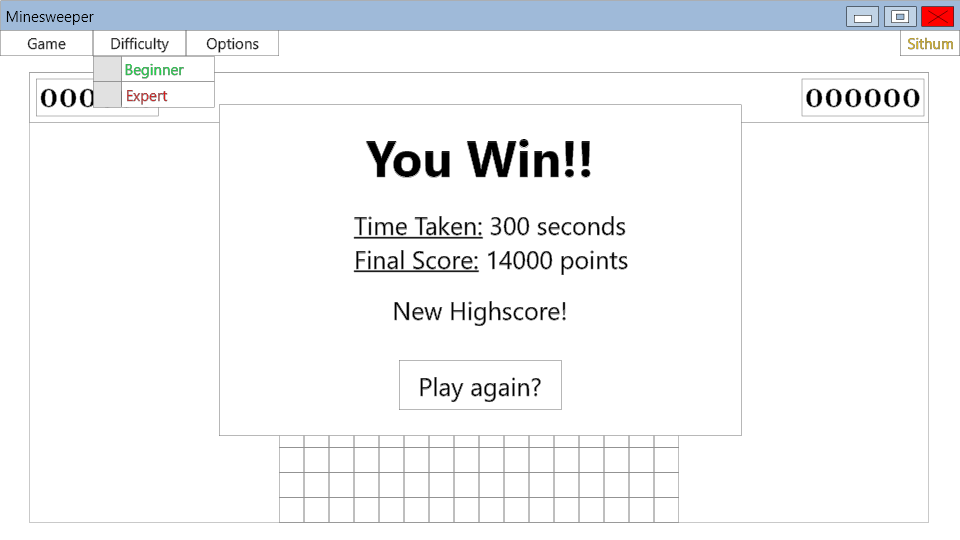 Minesweeper
Game Difficulty Options Sithum
Beginner
Expert
000
000000
You Win!!
Time Taken: 300 seconds
Final Score: 14000 points
New Highscore!
Play again?